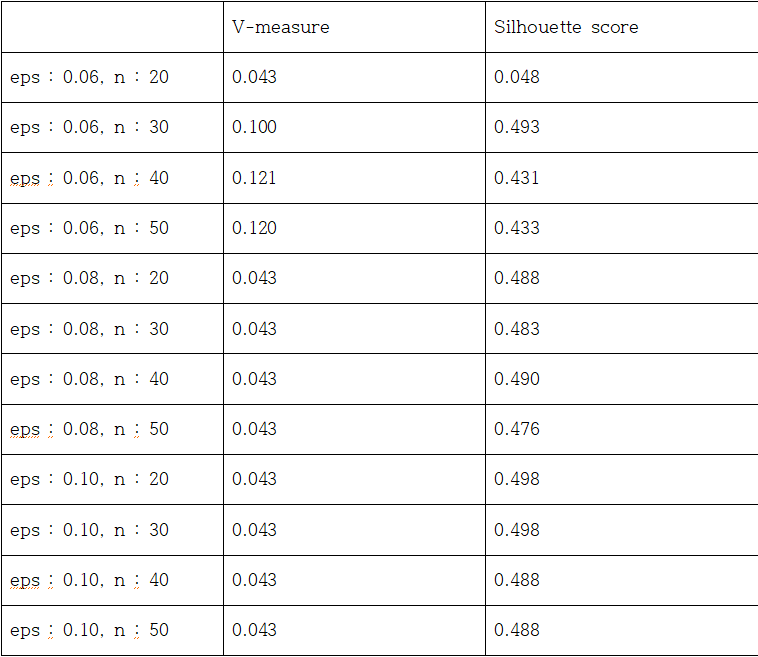 V-measure Silhouette score
eps : 0.06, n : 20 0.043 0.048
eps : 0.06, n : 30 0.100 0.493
eps : 0.06, n : 40 0.121 0.431
eps : 0.06, n : 50 0.120 0.433
eps : 0.08, n : 20 0.043 0.488
eps : 0.08, n : 30 0.043 0.483
eps : 0.08, n : 40 0.043 0.490
eps : 0.08, n : 50 0.043 0.476
eps : 0.10, n : 20 0.043 0.498
eps : 0.10, n : 30 0.043 0.498
eps : 0.10, n : 40 0.043 0.488
eps : 0.10, n : 50 0.043 0.488